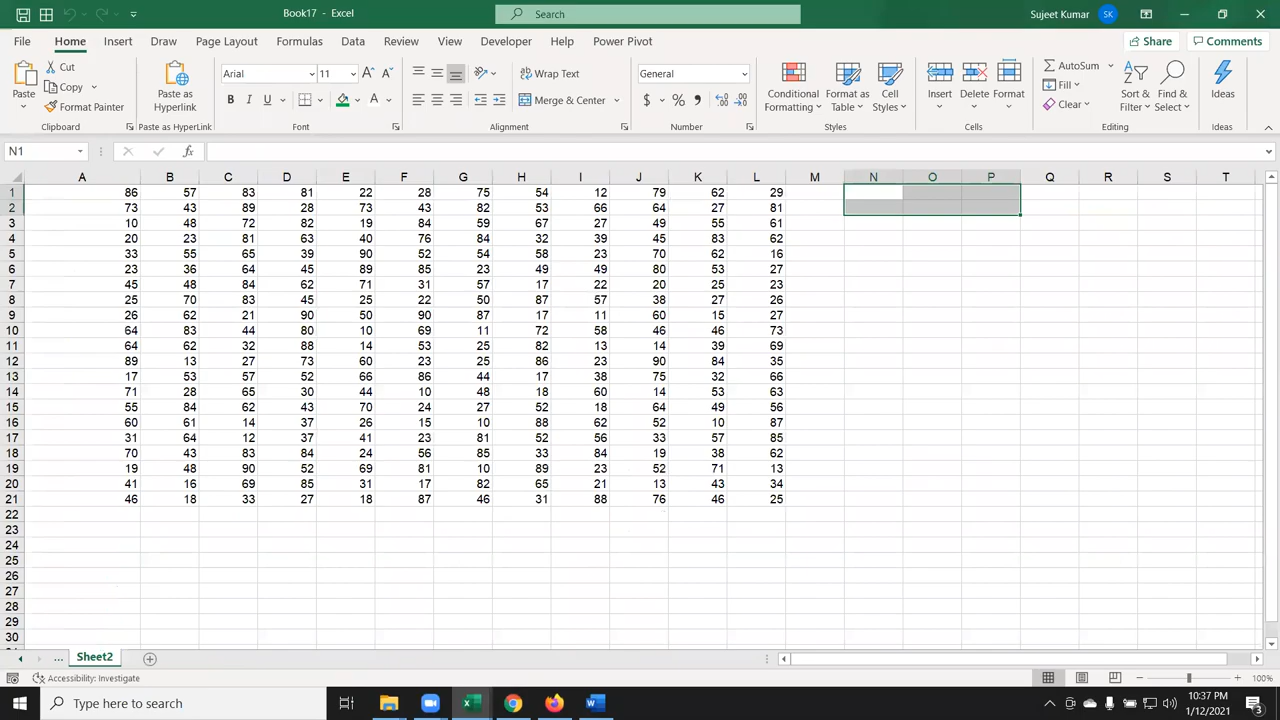 Book17 - Excel
Search
Sujeet Kumar
SK
File Home Insert Draw Page Layout Formulas Data Review View Developer Help Power Pivot
Share
Comments
Paste
Cut
Copy
Format Painter
Paste as Hyperlink
Arial 11
B I U
Wrap Text
Merge & Center
General
$ % ,
Conditional Formatting
Format as Table
Cell Styles
Insert
Delete
Format
AutoSum
Fill
Clear
Sort & Filter
Find & Select
Ideas
Clipboard Paste as HyperLink Font Alignment Number Styles Cells Editing Ideas
N1 fx
A B C D E F G H I J K L M N O P Q R S T
1 86 57 83 81 22 28 75 54 12 79 62 29
2 73 43 89 28 73 43 82 53 66 64 27 81
3 10 48 72 82 19 84 59 67 27 49 55 61
4 20 23 81 63 40 76 84 32 39 45 83 62
5 33 55 65 39 90 52 54 58 23 70 62 16
6 23 36 64 45 89 85 23 49 49 80 53 27
7 45 48 84 62 71 31 57 17 22 20 25 23
8 25 70 83 45 25 22 50 87 57 38 27 26
9 26 62 21 90 50 90 87 17 11 60 15 27
10 64 83 44 80 10 69 11 72 58 46 46 73
11 64 62 32 88 14 53 25 82 13 14 39 69
12 89 13 27 73 60 23 25 86 23 90 84 35
13 17 53 57 52 66 86 44 17 38 75 32 66
14 71 28 65 30 44 10 48 18 60 14 53 63
15 55 84 62 43 70 24 27 52 18 64 49 56
16 60 61 14 37 26 15 10 88 62 52 10 87
17 31 64 12 37 41 23 81 52 56 33 57 85
18 70 43 83 84 24 56 85 33 84 19 38 62
19 19 48 90 52 69 81 10 89 23 52 71 13
20 41 16 69 85 31 17 82 65 21 13 43 34
21 46 18 33 27 18 87 46 31 88 76 46 25
22
23
24
25
26
27
28
29
30
... Sheet2
Accessibility: Investigate
100%
Type here to search
10:37 PM
1/12/2021
3